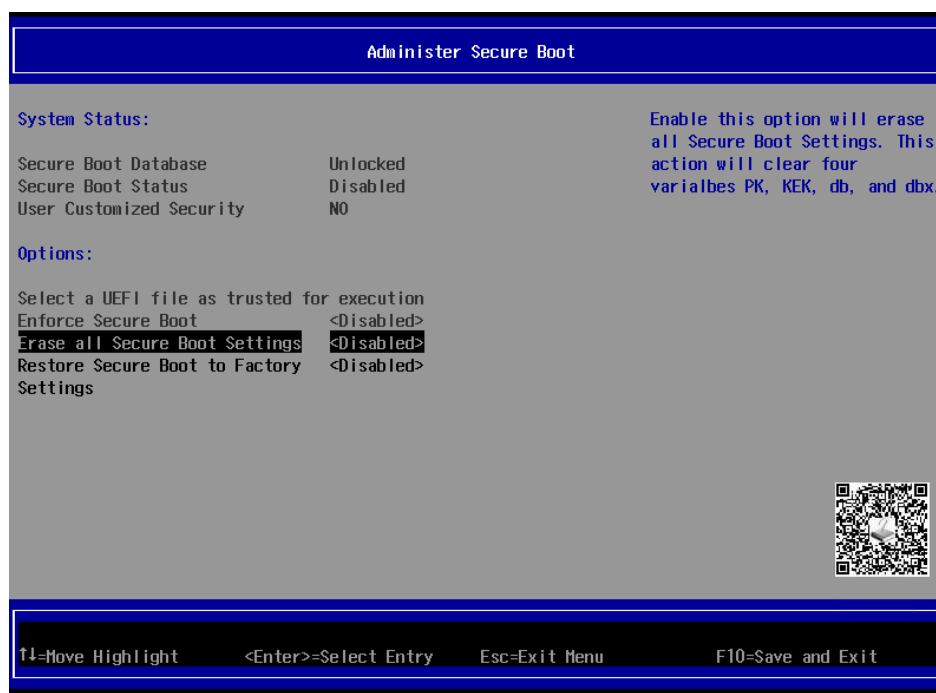 Administer Secure Boot
System Status:
Secure Boot Database Unlocked
Secure Boot Status Disabled
User Customized Security NO
Options:
Select a UEFI file as trusted for execution
Enforce Secure Boot <Disabled>
Erase all Secure Boot Settings <Disabled>
Restore Secure Boot to Factory <Disabled>
Settings
Enable this option will erase
all Secure Boot Settings. This
action will clear four
varialbes PK, KEK, db, and dbx.
↑↓=Move Highlight <Enter>=Select Entry Esc=Exit Menu F10=Save and Exit